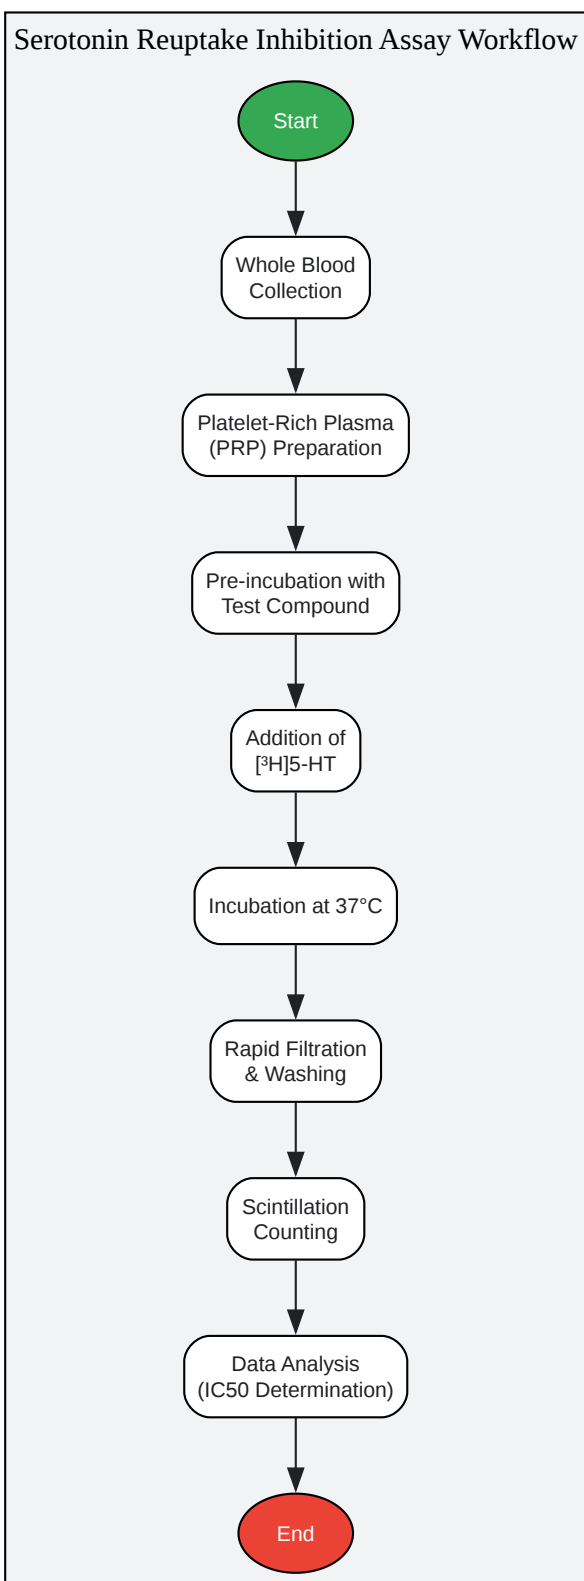 Serotonin Reuptake Inhibition Assay Workflow
Start
Whole Blood
Collection
Platelet-Rich Plasma
(PRP) Preparation
Pre-incubation with
Test Compound
Addition of
[³H]5-HT
Incubation at 37°C
Rapid Filtration
& Washing
Scintillation
Counting
Data Analysis
(IC50 Determination)
End